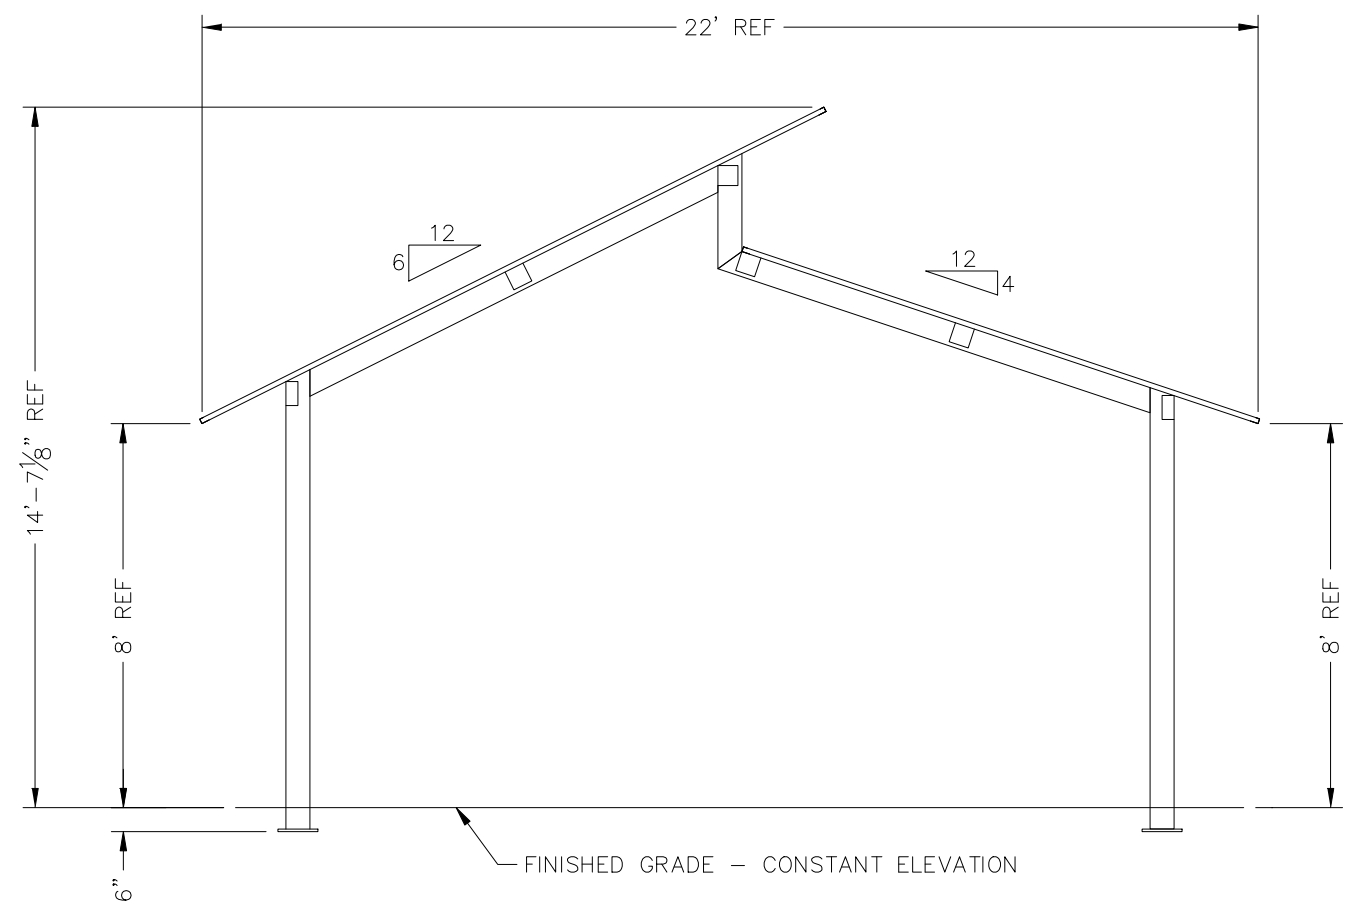 22' REF
12
6
12
4
14'-7⅛" REF
8' REF
8' REF
FINISHED GRADE – CONSTANT ELEVATION
6"